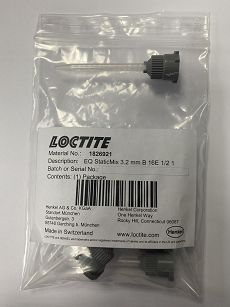 LOCTITE
Material No.: 1826921
Description: EQ StaticMix 3.2 mm B 16E 1/2 1
Batch or Serial No.:
Contents: (1) Package
Henkel AG & Co. KGaA
Standort München
Gutenbergstr. 3
85748 Garching b. München
Henkel Corporation
One Henkel Way
Rocky Hill, Connecticut 06067
Made in Switzerland
www.loctite.com
Henkel